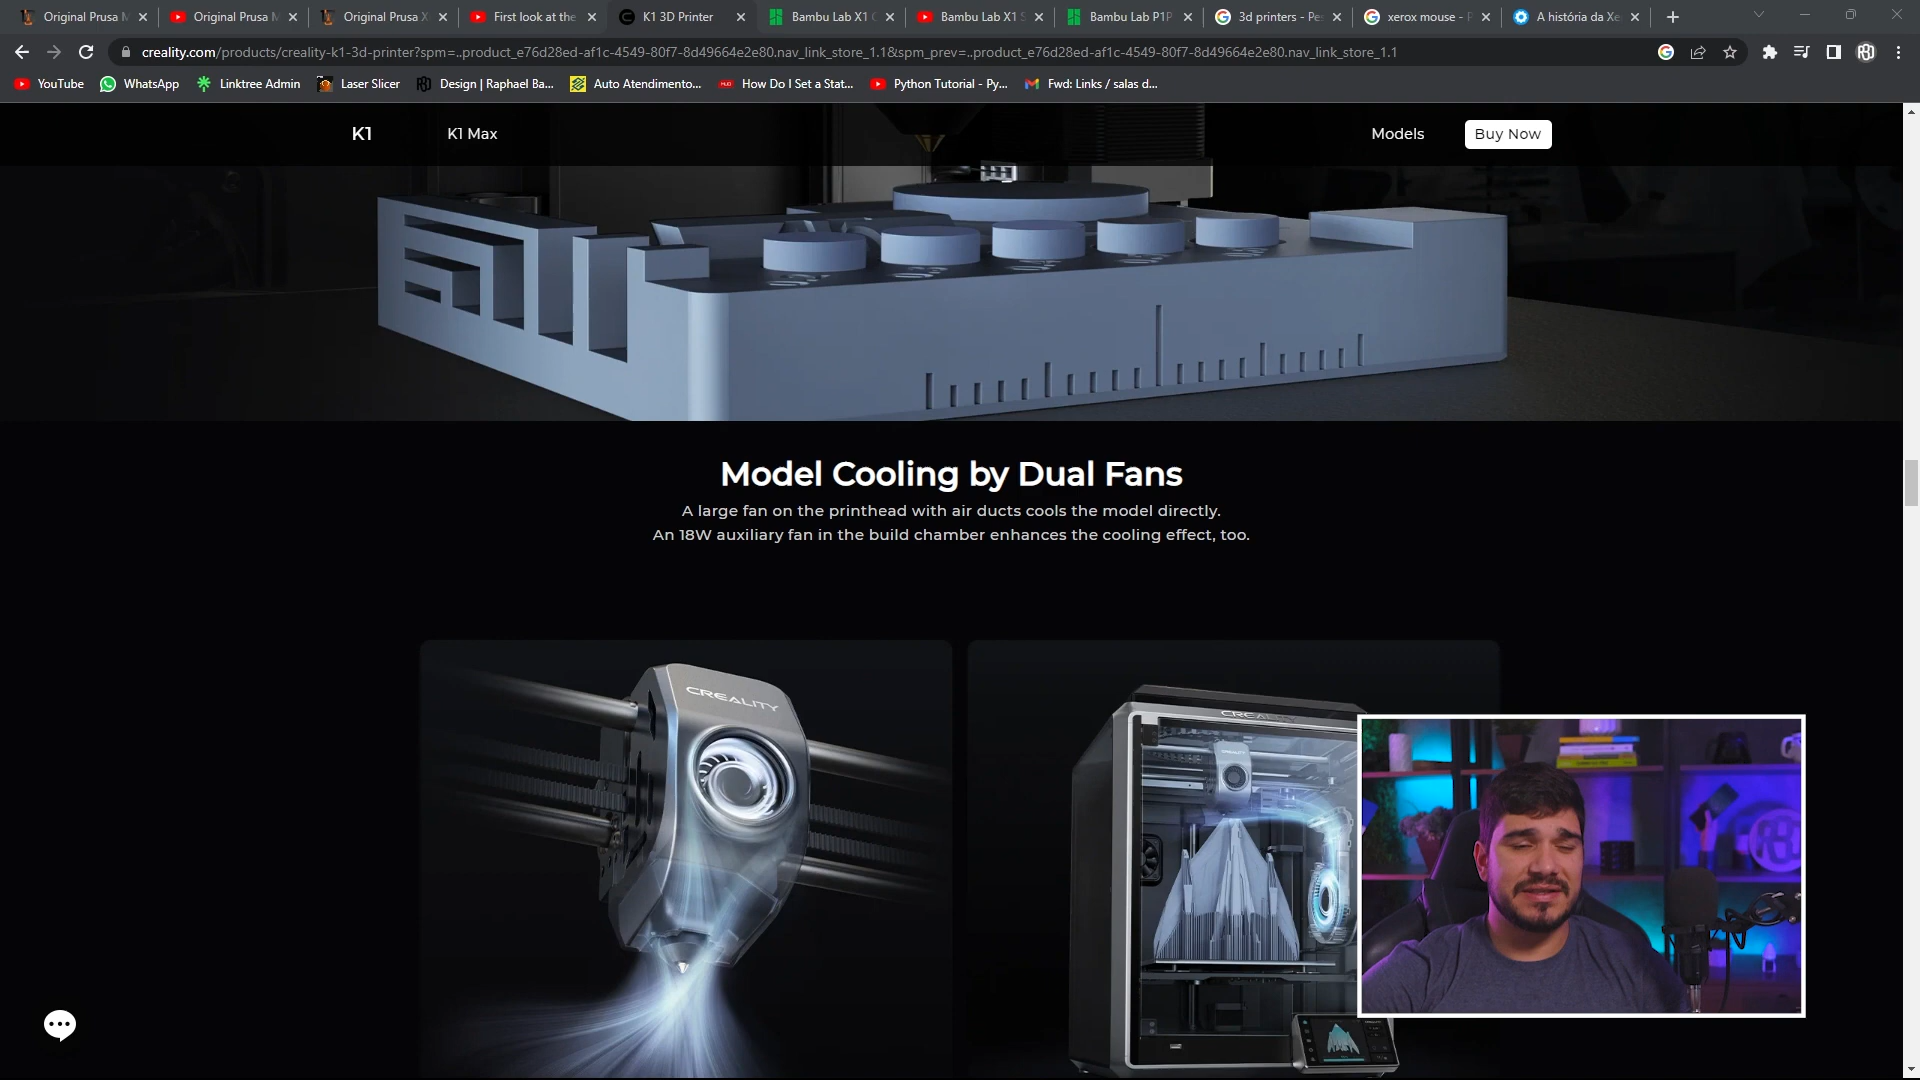 Original Prusa M
Original Prusa M
Original Prusa X
First look at the
K1 3D Printer
Bambu Lab X1 C
Bambu Lab X1 S
Bambu Lab P1P
3d printers - Pes
xerox mouse - P
A história da Xe
creality.com/products/creality-k1-3d-printer?spm=..product_e76d28ed-af1c-4549-80f7-8d49664e2e80.nav_link_store_1.1&spm_prev=..product_e76d28ed-af1c-4549-80f7-8d49664e2e80.nav_link_store_1.1
YouTube
WhatsApp
Linktree Admin
Laser Slicer
Design | Raphael Ba...
Auto Atendimento...
How Do I Set a Stat...
Python Tutorial - Py...
Fwd: Links / salas d...
K1
K1 Max
Models
Buy Now
Model Cooling by Dual Fans
A large fan on the printhead with air ducts cools the model directly.
An 18W auxiliary fan in the build chamber enhances the cooling effect, too.
CREALITY
CREALITY